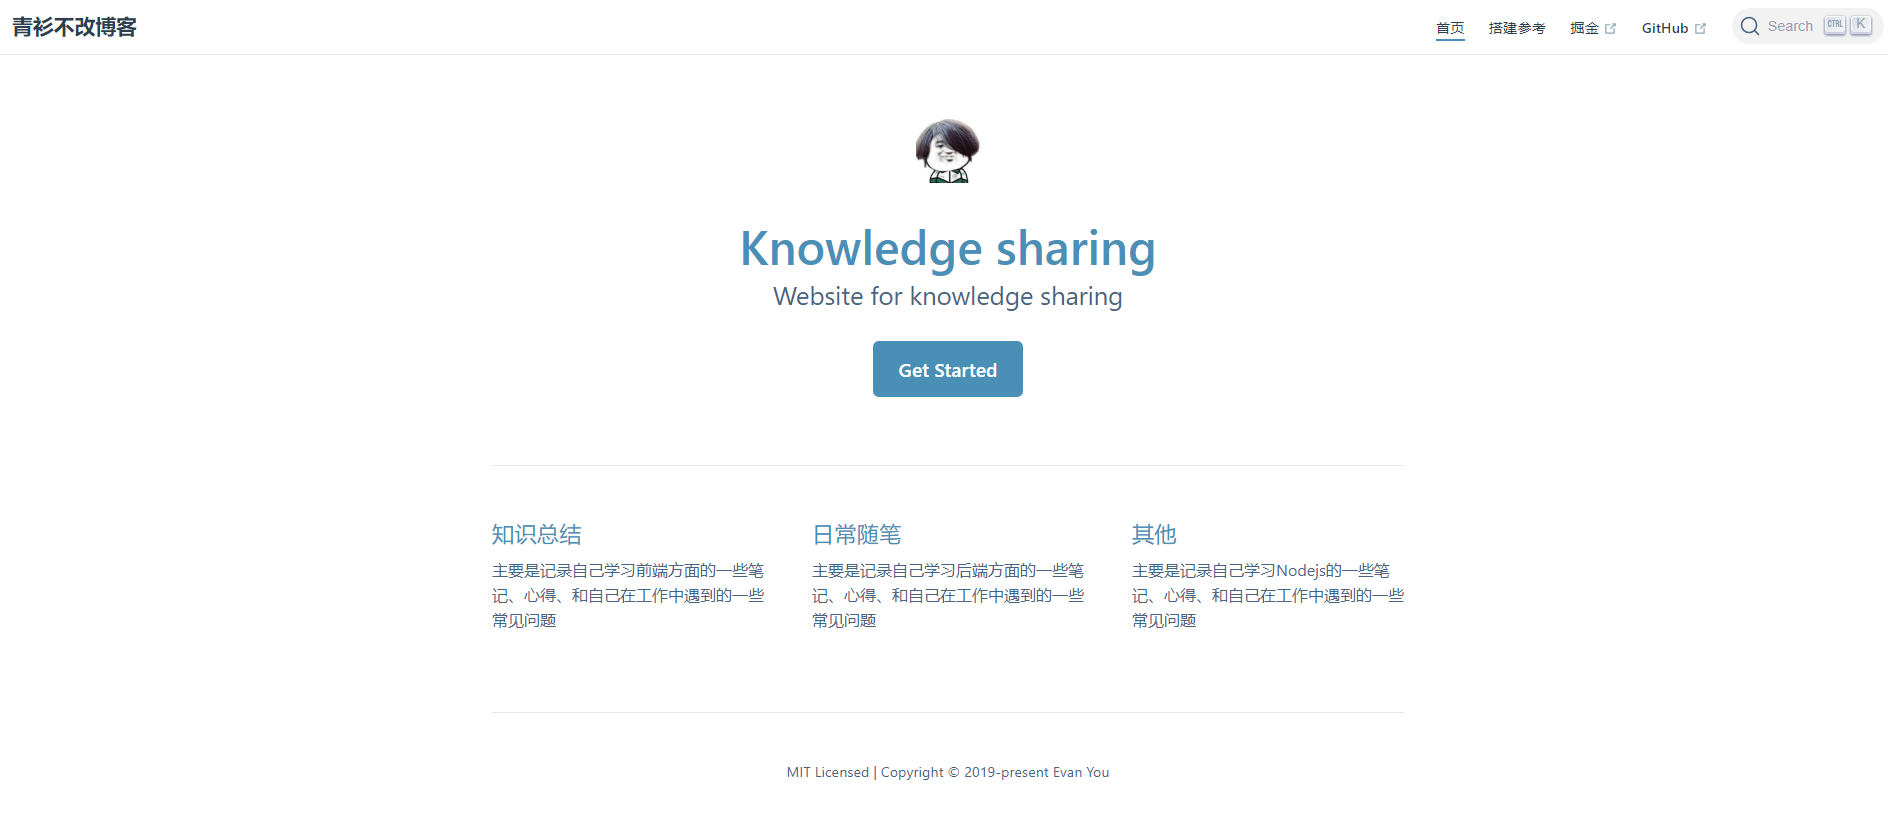 青衫不改博客
首页 搭建参考 掘金 GitHub Search CTRL K
Knowledge sharing
Website for knowledge sharing
Get Started
知识总结
主要是记录自己学习前端方面的一些笔
记、心得、和自己在工作中遇到的一些
常见问题
日常随笔
主要是记录自己学习后端方面的一些笔
记、心得、和自己在工作中遇到的一些
常见问题
其他
主要是记录自己学习Nodejs的一些笔
记、心得、和自己在工作中遇到的一些
常见问题
MIT Licensed | Copyright © 2019-present Evan You